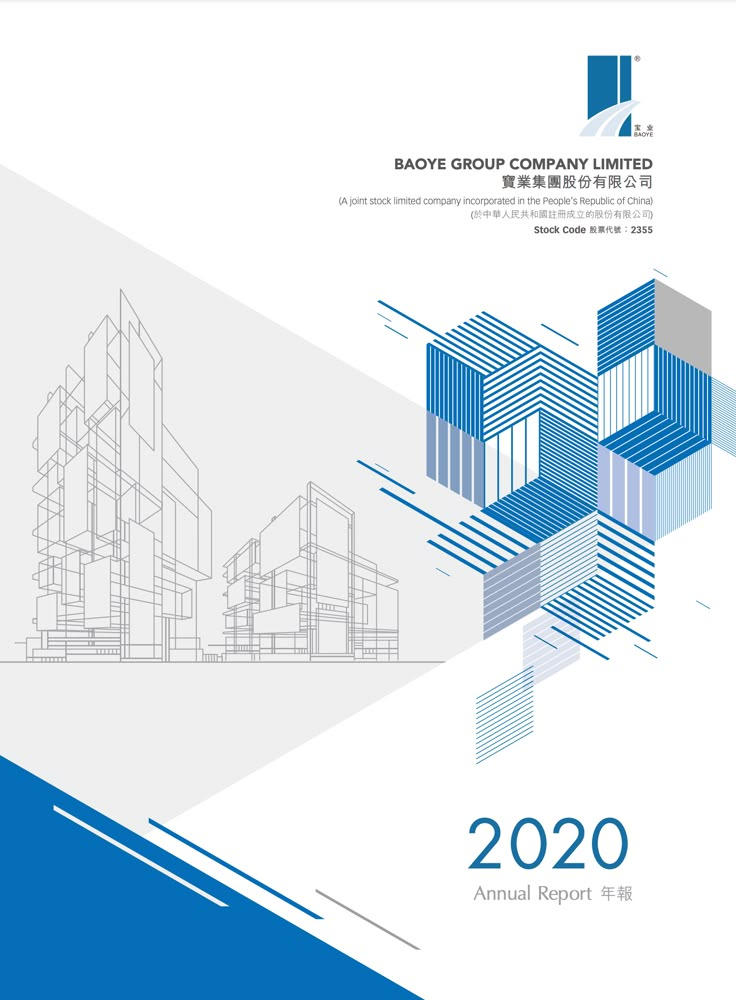 ®
宝 业
BAOYE
BAOYE GROUP COMPANY LIMITED
寶業集團股份有限公司
(A joint stock limited company incorporated in the People's Republic of China)
(於中華人民共和國註冊成立的股份有限公司)
Stock Code 股票代號：2355
2020
Annual Report 年報